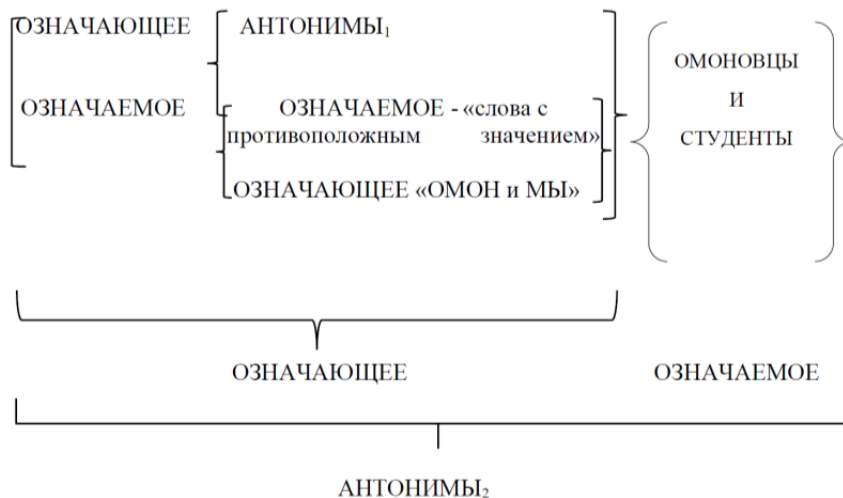 ОЗНАЧАЮЩЕЕ АНТОНИМЫ₁
ОМОНОВЦЫ
И
СТУДЕНТЫ
ОЗНАЧАЕМОЕ ОЗНАЧАЕМОЕ - «слова с
противоположным значением»
ОЗНАЧАЮЩЕЕ «ОМОН и МЫ»
ОЗНАЧАЮЩЕЕ ОЗНАЧАЕМОЕ
АНТОНИМЫ₂